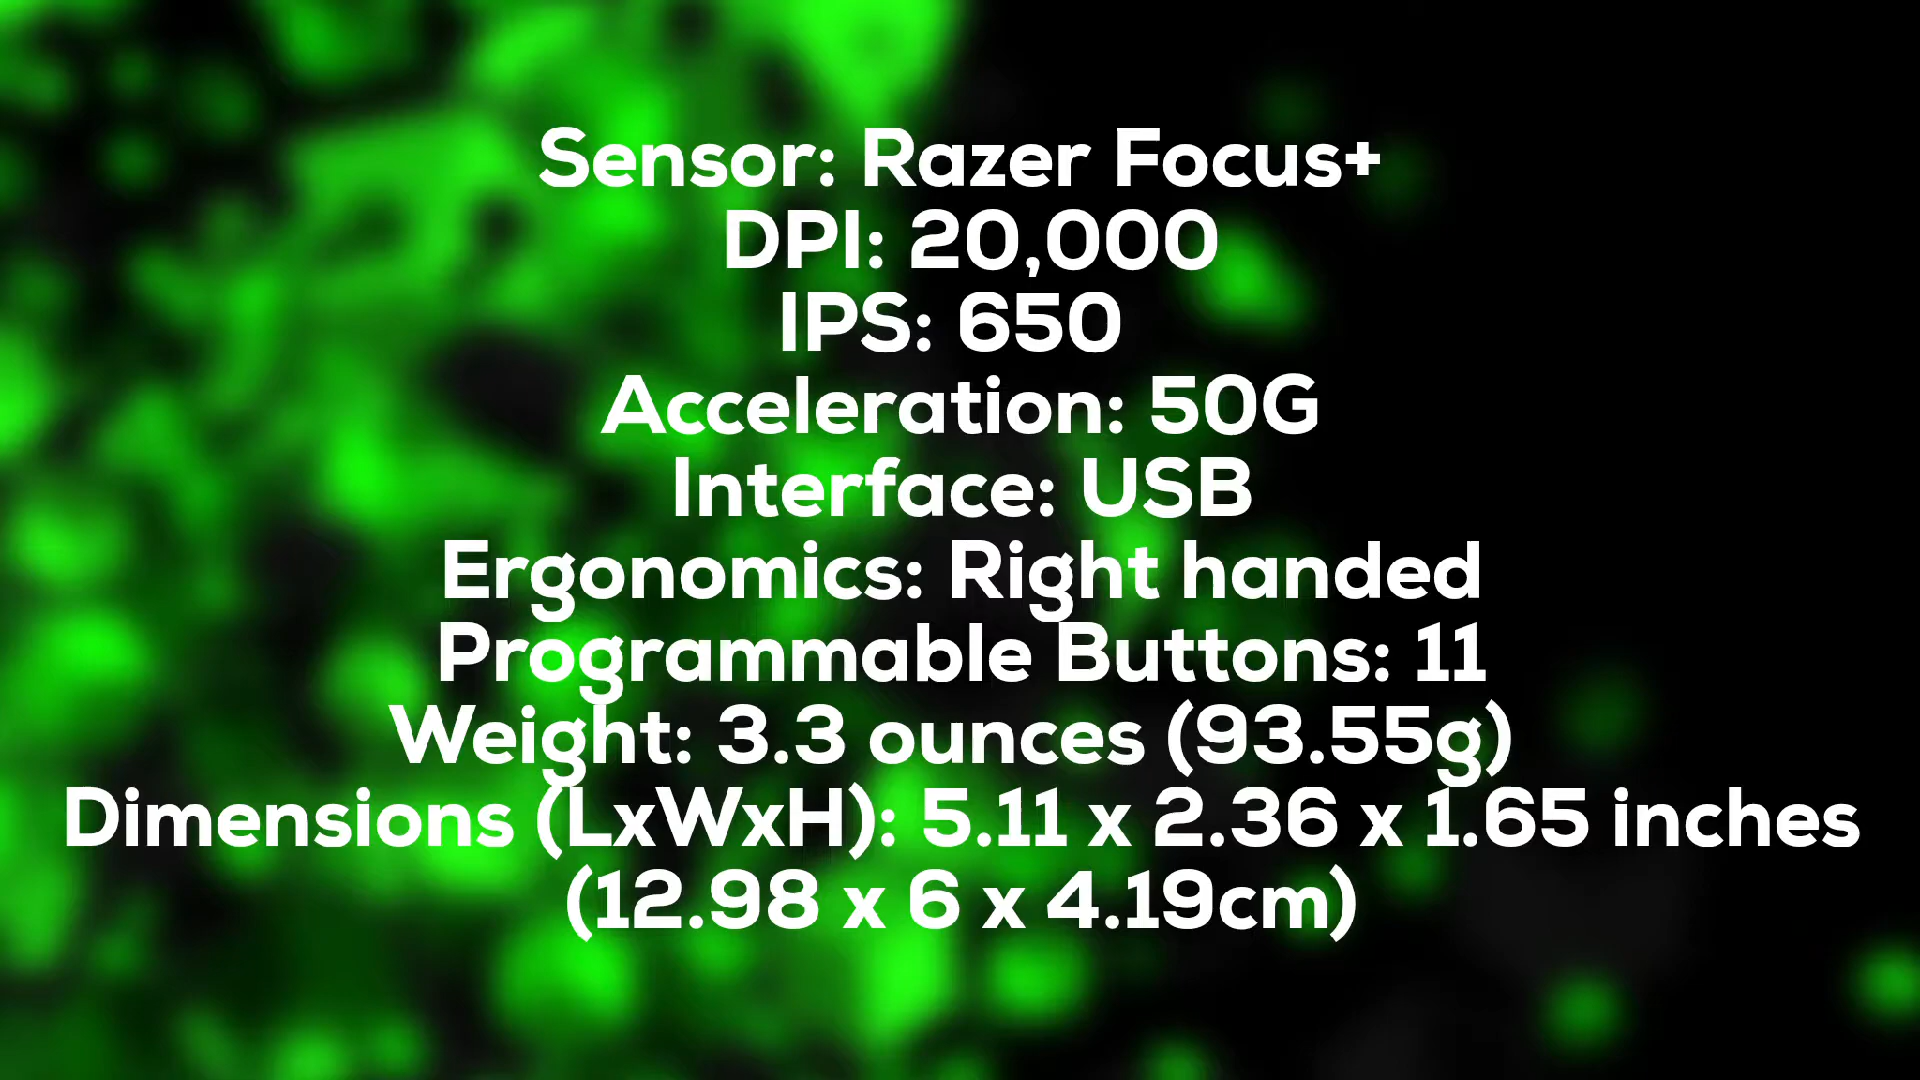 Sensor: Razer Focus+
DPI: 20,000
IPS: 650
Acceleration: 50G
Interface: USB
Ergonomics: Right handed
Programmable Buttons: 11
Weight: 3.3 ounces (93.55g)
Dimensions (LxWxH): 5.11 x 2.36 x 1.65 inches
(12.98 x 6 x 4.19cm)